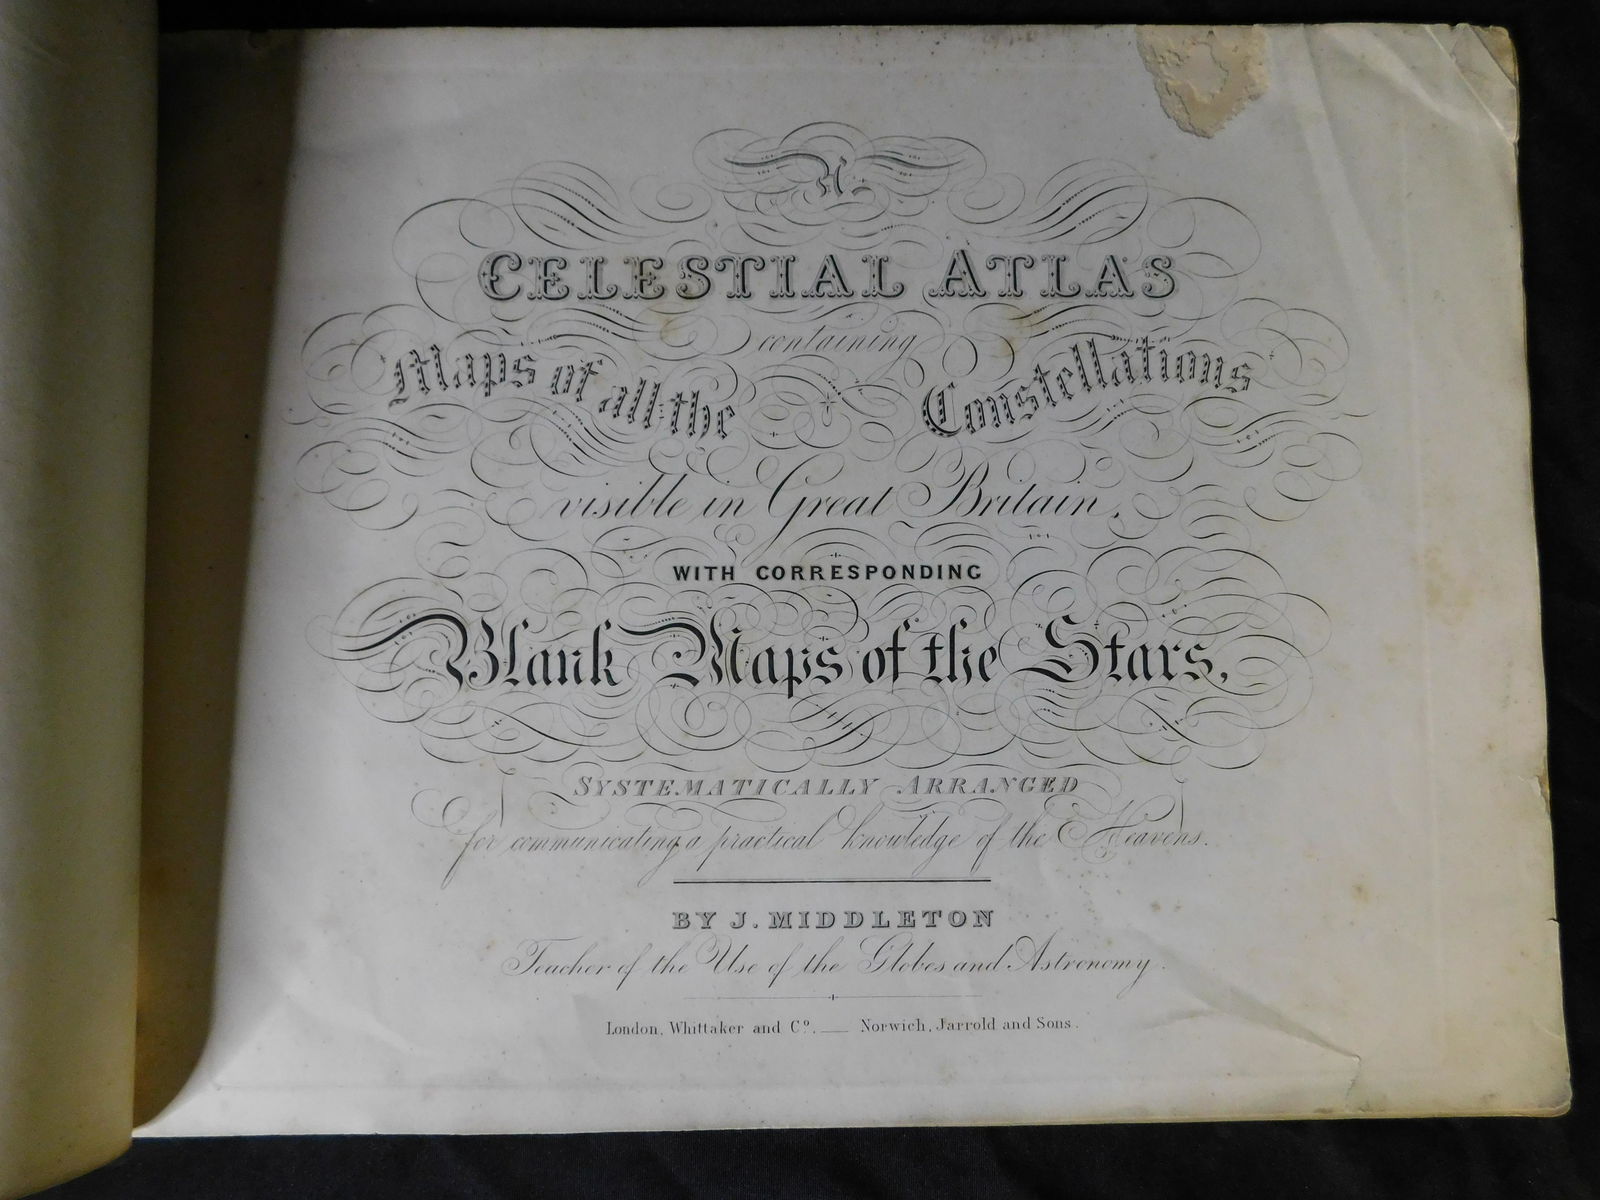 A
CELESTIAL ATLAS
containing
Maps of all the Constellations
visible in Great Britain,
WITH CORRESPONDING
Blank Maps of the Stars,
SYSTEMATICALLY ARRANGED
for communicating a practical knowledge of the Heavens.
BY J. MIDDLETON
Teacher of the Use of the Globes and Astronomy.
London, Whittaker and Co. — Norwich, Jarrold and Sons.